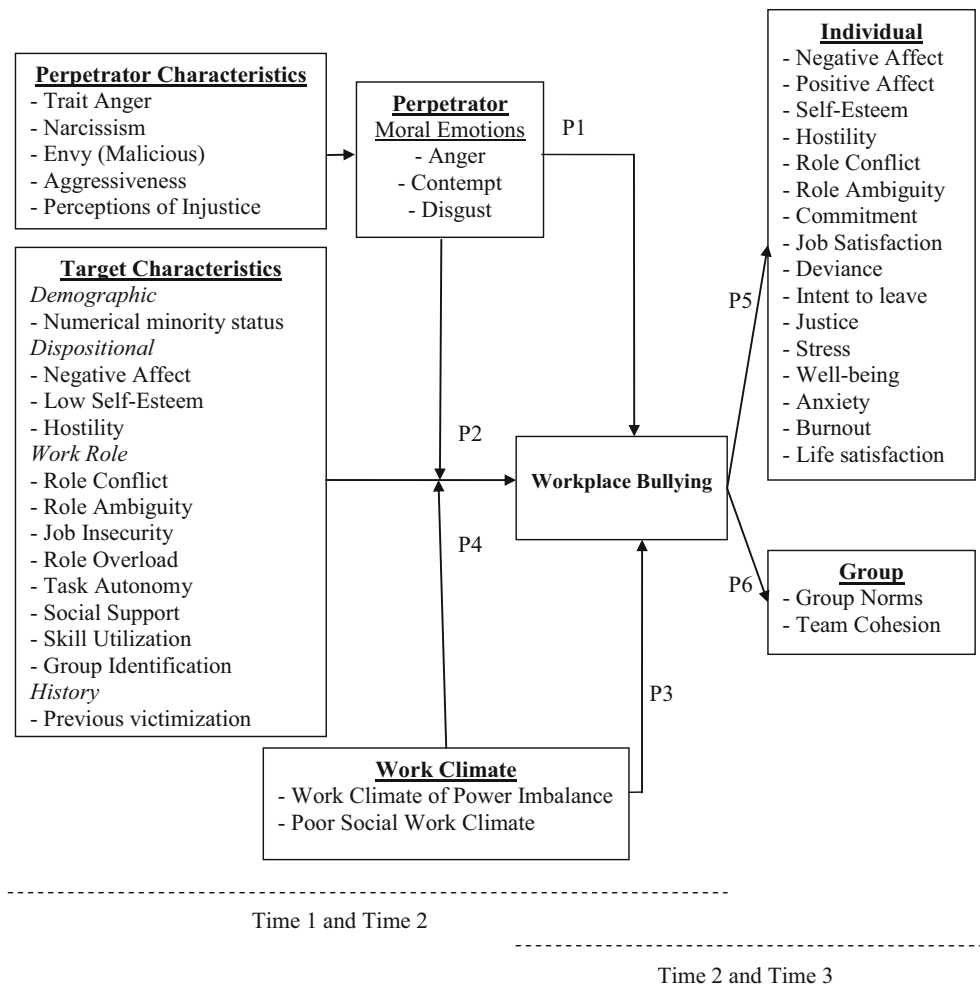 Perpetrator Characteristics
- Trait Anger
- Narcissism
- Envy (Malicious)
- Aggressiveness
- Perceptions of Injustice
Perpetrator
Moral Emotions
- Anger
- Contempt
- Disgust
P1
Target Characteristics
Demographic
- Numerical minority status
Dispositional
- Negative Affect
- Low Self-Esteem
- Hostility
Work Role
- Role Conflict
- Role Ambiguity
- Job Insecurity
- Role Overload
- Task Autonomy
- Social Support
- Skill Utilization
- Group Identification
History
- Previous victimization
P2
P4
Workplace Bullying
P3
Work Climate
- Work Climate of Power Imbalance
- Poor Social Work Climate
P5
P6
Individual
- Negative Affect
- Positive Affect
- Self-Esteem
- Hostility
- Role Conflict
- Role Ambiguity
- Commitment
- Job Satisfaction
- Deviance
- Intent to leave
- Justice
- Stress
- Well-being
- Anxiety
- Burnout
- Life satisfaction
Group
- Group Norms
- Team Cohesion
Time 1 and Time 2
Time 2 and Time 3